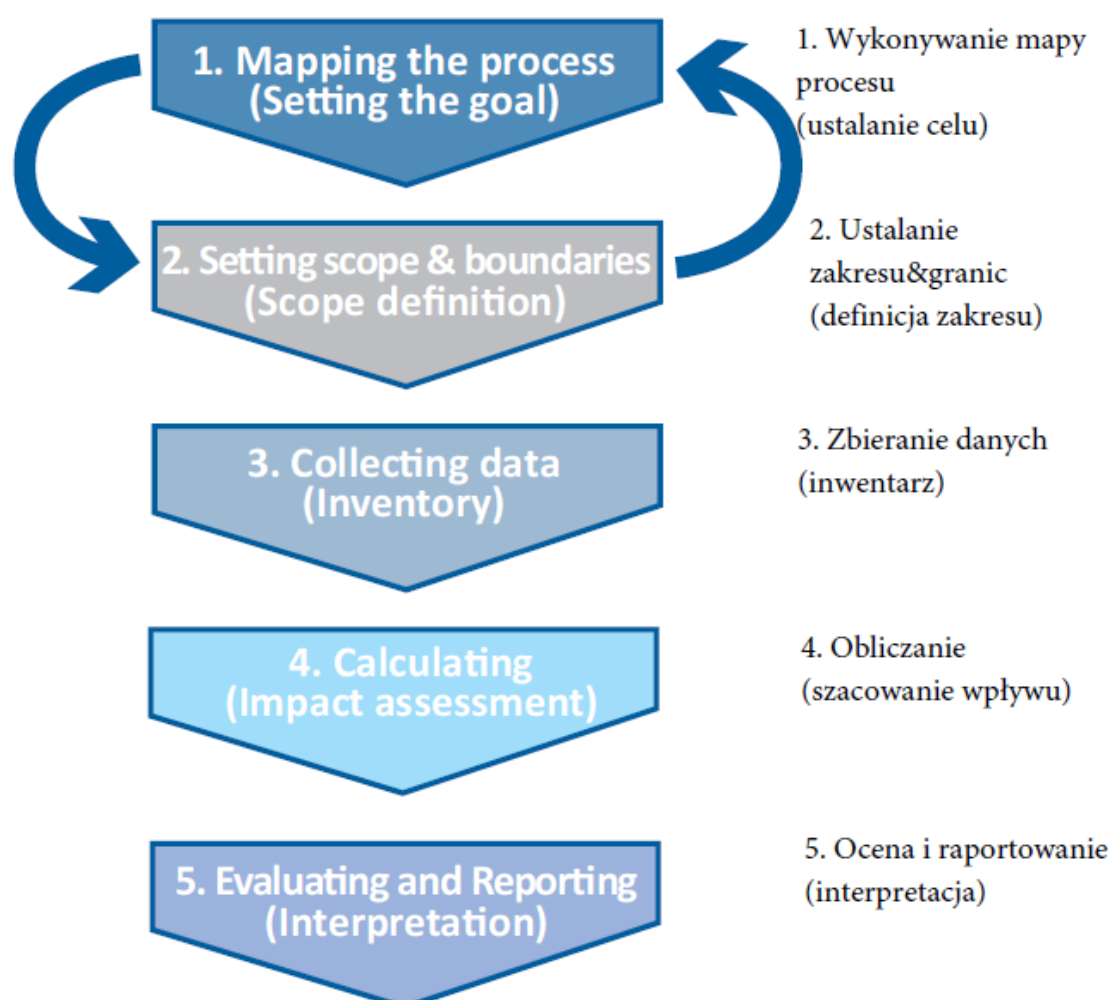 1. Mapping the process
(Setting the goal)
1. Wykonywanie mapy
procesu
(ustalanie celu)
2. Setting scope & boundaries
(Scope definition)
2. Ustalanie
zakresu&granic
(definicja zakresu)
3. Collecting data
(Inventory)
3. Zbieranie danych
(inwentarz)
4. Calculating
(Impact assessment)
4. Obliczanie
(szacowanie wpływu)
5. Evaluating and Reporting
(Interpretation)
5. Ocena i raportowanie
(interpretacja)